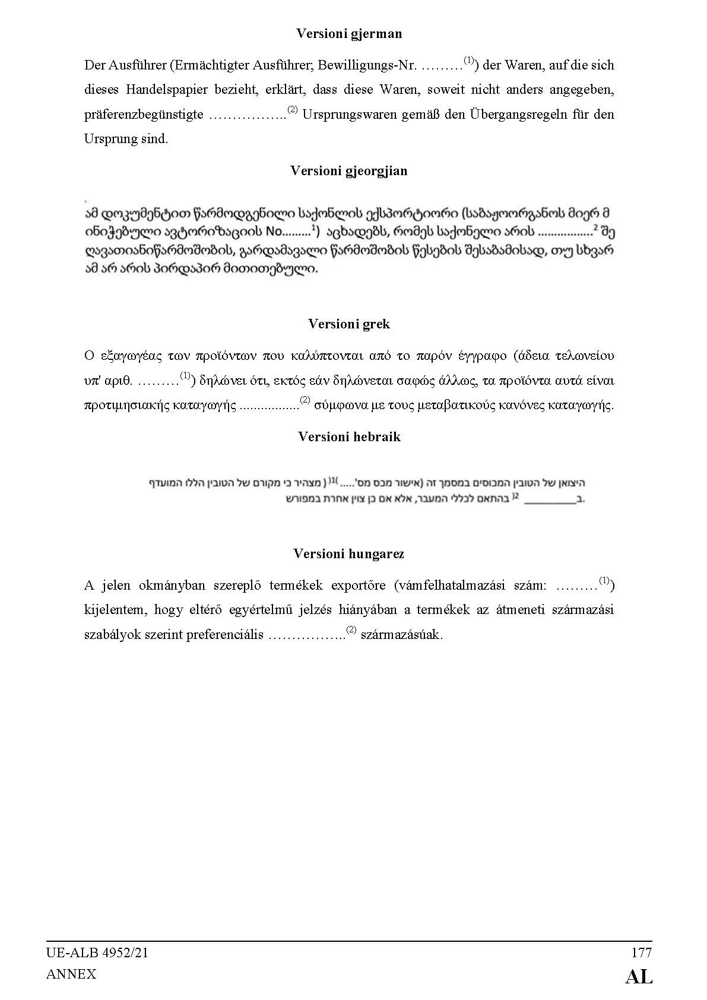 Versioni gjerman
Der Ausführer (Ermächtigter Ausführer; Bewilligungs-Nr. ………(1)) der Waren, auf die sich
dieses Handelspapier bezieht, erklärt, dass diese Waren, soweit nicht anders angegeben,
präferenzbegünstigte ……………..(2) Ursprungswaren gemäß den Übergangsregeln für den
Ursprung sind.
Versioni gjeorgjian
ამ დოკუმენტით წარმოდგენილი საქონლის ექსპორტიორი (საბაჟოორგანოს მიერ მ
ინიჭებული ავტორიზაციის No.........1) აცხადებს, რომეს საქონელი არის .................2 შე
ღავათიანიწარმოშობის, გარდამავალი წარმოშობის წესების შესაბამისად, თუ სხვარ
ამ არ არის პირდაპირ მითითებული.
Versioni grek
Ο εξαγωγέας των προϊόντων που καλύπτονται από το παρόν έγγραφο (άδεια τελωνείου
υπ' αριθ. ………(1)) δηλώνει ότι, εκτός εάν δηλώνεται σαφώς άλλως, τα προϊόντα αυτά είναι
προτιμησιακής καταγωγής .................(2) σύμφωνα με τους μεταβατικούς κανόνες καταγωγής.
Versioni hebraik
היצואן של הטובין המכוסים במסמך זה (אישור מכס מס'..... )1( ) מצהיר כי מקורם של הטובין הללו המועדף
ב__________ 2( בהתאם לכללי המעבר, אלא אם כן צוין אחרת במפורש.
Versioni hungarez
A jelen okmányban szereplő termékek exportőre (vámfelhatalmazási szám: ………(1))
kijelentem, hogy eltérő egyértelmű jelzés hiányában a termékek az átmeneti származási
szabályok szerint preferenciális ……………..(2) származásúak.
UE-ALB 4952/21 177
ANNEX AL